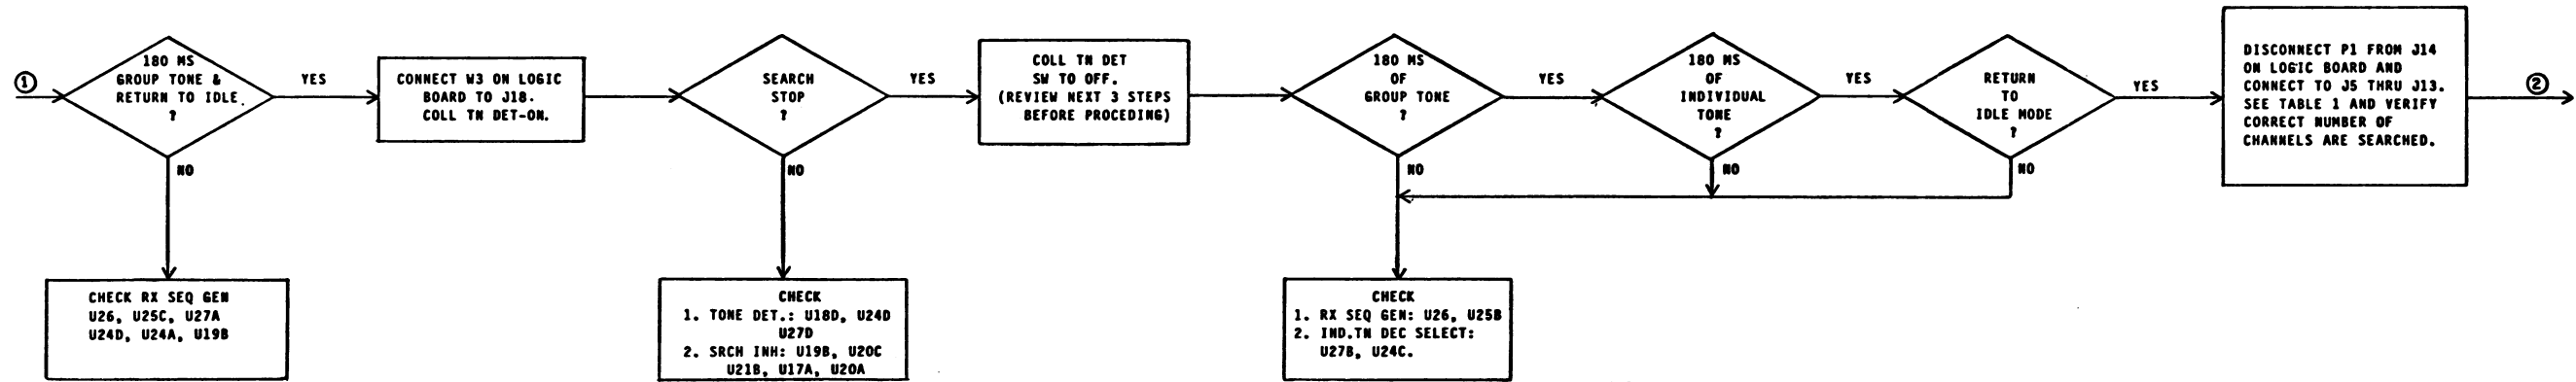 ①
180 MS
GROUP TONE &
RETURN TO IDLE
?
YES
NO
CHECK RX SEQ GEN
U26, U25C, U27A
U24D, U24A, U19B
CONNECT W3 ON LOGIC
BOARD TO J18.
COLL TN DET-ON.
SEARCH
STOP
?
YES
NO
CHECK
1. TONE DET.: U18D, U24D
U27D
2. SRCH INH: U19B, U20C
U21B, U17A, U20A
COLL TN DET
SW TO OFF.
(REVIEW NEXT 3 STEPS
BEFORE PROCEDING)
180 MS
OF
GROUP TONE
?
YES
NO
CHECK
1. RX SEQ GEN: U26, U25B
2. IND.TN DEC SELECT:
U27B, U24C.
180 MS
OF
INDIVIDUAL
TONE
?
YES
NO
RETURN
TO
IDLE MODE
?
YES
NO
DISCONNECT P1 FROM J14
ON LOGIC BOARD AND
CONNECT TO J5 THRU J13.
SEE TABLE 1 AND VERIFY
CORRECT NUMBER OF
CHANNELS ARE SEARCHED.
②